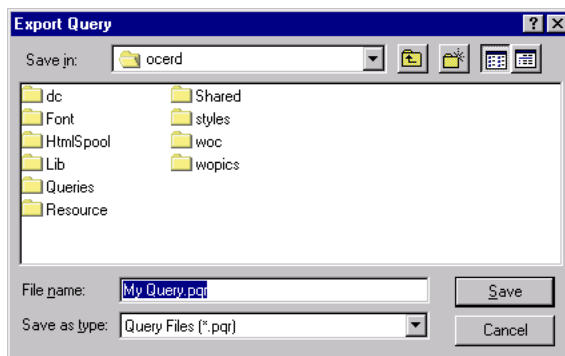 Export Query
Save in: ocerd
dc Shared
Font styles
HtmlSpool woc
Lib wopics
Queries
Resource
File name: My Query.pqr Save
Save as type: Query Files (*.pqr) Cancel